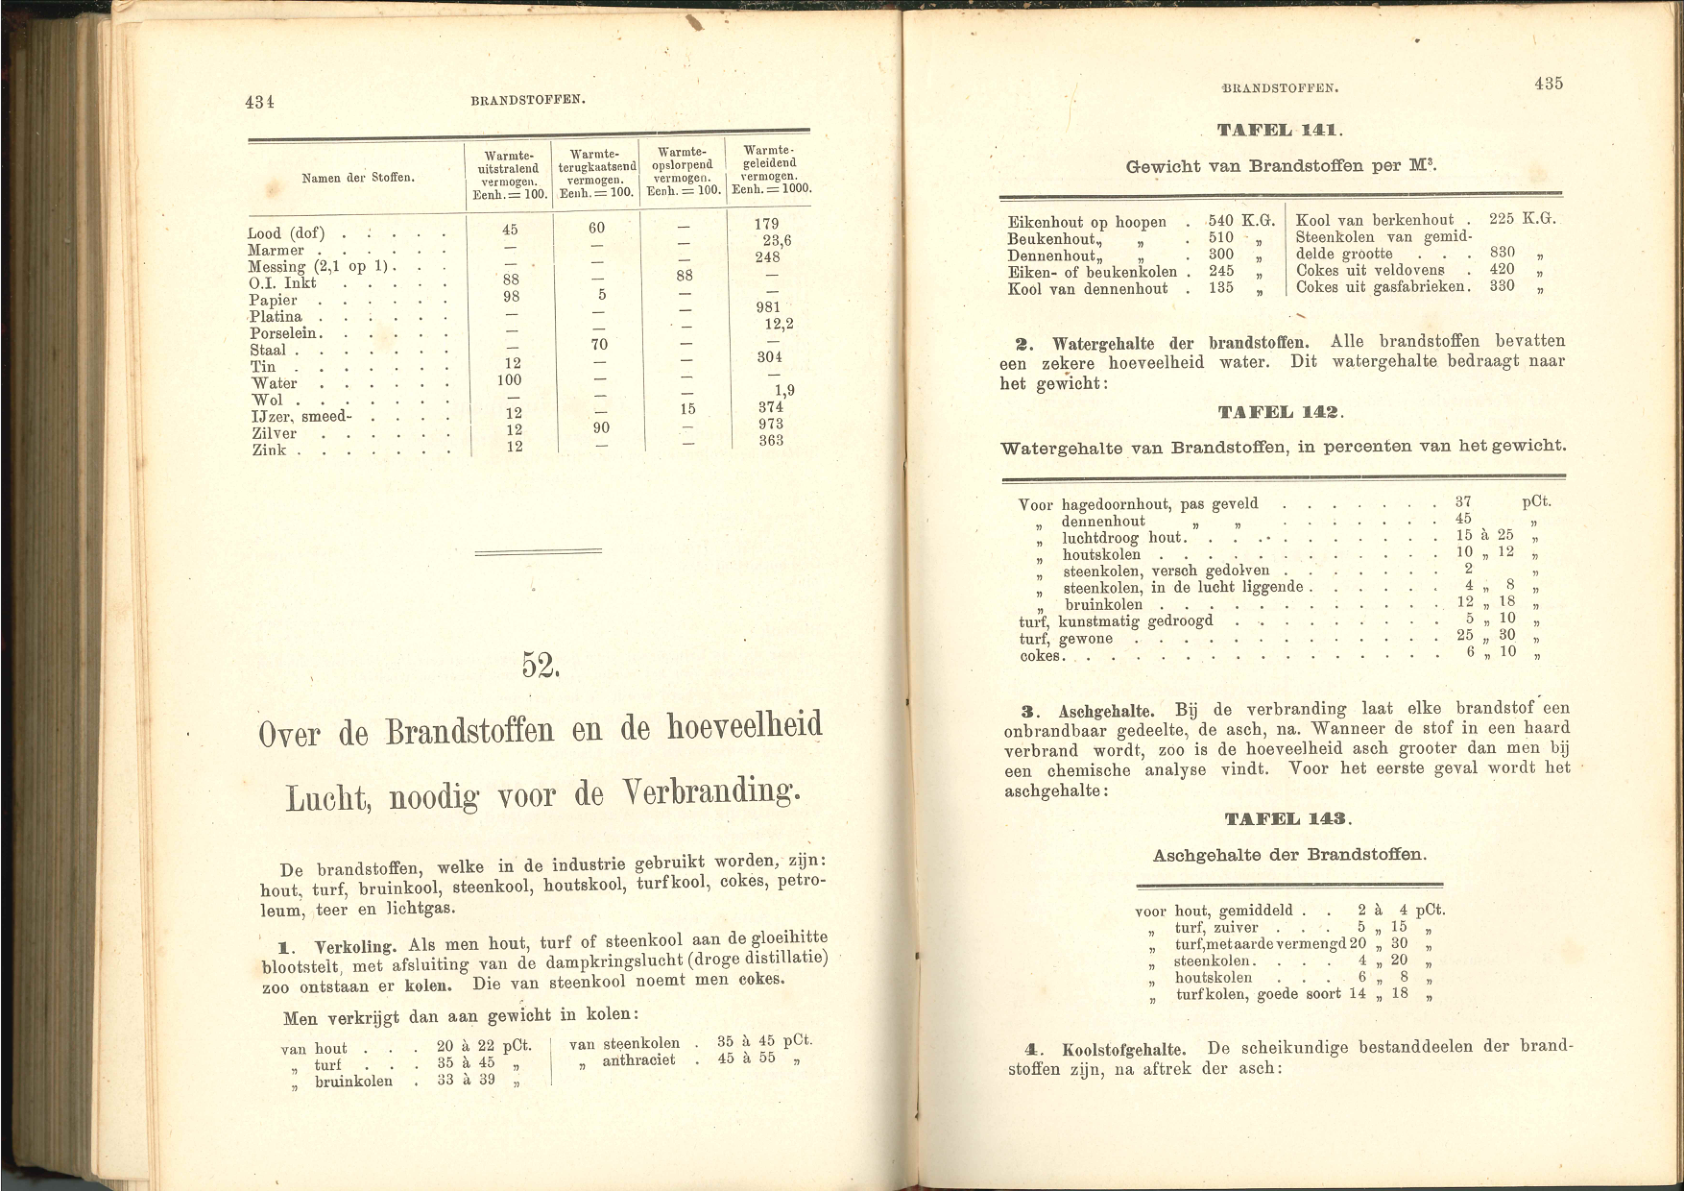 434
BRANDSTOFFEN.
Namen der Stoffen. | Warmte-uitstralend vermogen. Eenh. = 100. | Warmte-terugkaatsend vermogen. Eenh. = 100. | Warmte-opslorpend vermogen. Eenh. = 100. | Warmte-geleidend vermogen. Eenh. = 1000.
Lood (dof) . . . . . 45 60 — 179
Marmer . . . . . . — — — 23,6
Messing (2,1 op 1) . . . — — — 248
O.I. Inkt . . . . . 88 — 88 —
Papier . . . . . . 98 5 — —
Platina . . . . . . — — — 981
Porselein . . . . . . — — — 12,2
Staal . . . . . . . — 70 — —
Tin . . . . . . . 12 — — 304
Water . . . . . . 100 — — —
Wol . . . . . . . — — — 1,9
IJzer, smeed- . . . . 12 — 15 374
Zilver . . . . . . 12 90 — 973
Zink . . . . . . . 12 — — 363
52.
Over de Brandstoffen en de hoeveelheid
Lucht, noodig voor de Verbranding.
De brandstoffen, welke in de industrie gebruikt worden, zijn:
hout, turf, bruinkool, steenkool, houtskool, turfkool, cokes, petro-
leum, teer en lichtgas.
1. Verkoling. Als men hout, turf of steenkool aan de gloeihitte
blootstelt, met afsluiting van de dampkringslucht (droge distillatie)
zoo ontstaan er kolen. Die van steenkool noemt men cokes.
Men verkrijgt dan aan gewicht in kolen:
van hout . . . 20 à 22 pCt. | van steenkolen . 35 à 45 pCt.
„ turf . . . 35 à 45 „ | „ anthraciet . 45 à 55 „
„ bruinkolen . 33 à 39 „
BRANDSTOFFEN.
435
TAFEL 141.
Gewicht van Brandstoffen per M³.
Eikenhout op hoopen . 540 K.G. | Kool van berkenhout . 225 K.G.
Beukenhout „ „ . 510 „ | Steenkolen van gemid-
Dennenhout „ „ . 300 „ | delde grootte . . . 830 „
Eiken- of beukenkolen . 245 „ | Cokes uit veldovens . 420 „
Kool van dennenhout . 135 „ | Cokes uit gasfabrieken. 330 „
2. Watergehalte der brandstoffen. Alle brandstoffen bevatten
een zekere hoeveelheid water. Dit watergehalte bedraagt naar
het gewicht:
TAFEL 142.
Watergehalte van Brandstoffen, in percenten van het gewicht.
Voor hagedoornhout, pas geveld . . . . . . . 37 pCt.
„ dennenhout „ „ . . . . . . . 45 „
„ luchtdroog hout. . . . . . . . . . . 15 à 25 „
„ houtskolen . . . . . . . . . . . . 10 „ 12 „
„ steenkolen, versch gedolven . . . . . . . 2 „
„ steenkolen, in de lucht liggende . . . . . . 4 „ 8 „
„ bruinkolen . . . . . . . . . . . . 12 „ 18 „
turf, kunstmatig gedroogd . . . . . . . . . 5 „ 10 „
turf, gewone . . . . . . . . . . . . . 25 „ 30 „
cokes. . . . . . . . . . . . . . . . 6 „ 10 „
3. Aschgehalte. Bij de verbranding laat elke brandstof een
onbrandbaar gedeelte, de asch, na. Wanneer de stof in een haard
verbrand wordt, zoo is de hoeveelheid asch grooter dan men bij
een chemische analyse vindt. Voor het eerste geval wordt het
aschgehalte:
TAFEL 143.
Aschgehalte der Brandstoffen.
voor hout, gemiddeld . . 2 à 4 pCt.
„ turf, zuiver . . . 5 „ 15 „
„ turf, met aarde vermengd 20 „ 30 „
„ steenkolen. . . . 4 „ 20 „
„ houtskolen . . . 6 „ 8 „
„ turfkolen, goede soort 14 „ 18 „
4. Koolstofgehalte. De scheikundige bestanddeelen der brand-
stoffen zijn, na aftrek der asch: